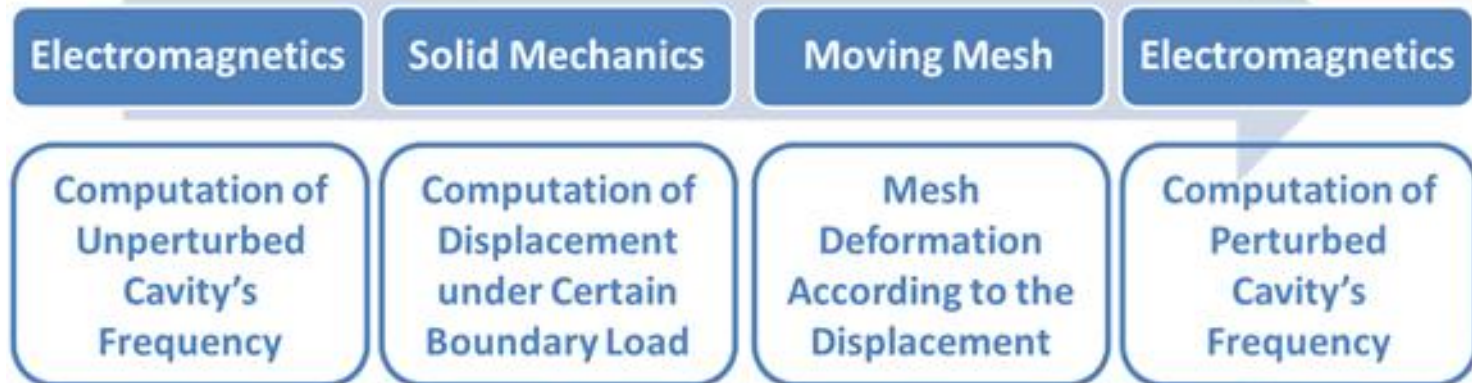 Electromagnetics
Solid Mechanics
Moving Mesh
Electromagnetics
Computation of
Unperturbed
Cavity's
Frequency
Computation of
Displacement
under Certain
Boundary Load
Mesh
Deformation
According to the
Displacement
Computation of
Perturbed
Cavity's
Frequency